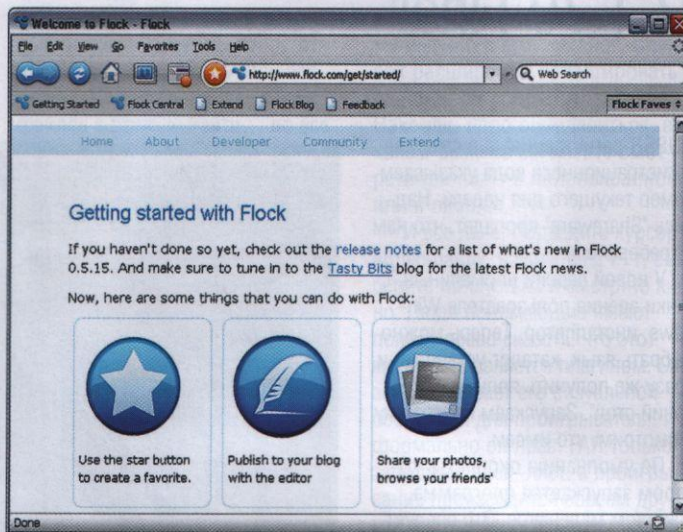 Welcome to Flock - Flock
File Edit View Go Favorites Tools Help
http://www.flock.com/get/started/
Web Search
Getting Started Flock Central Extend Flock Blog Feedback
Flock Faves
Home About Developer Community Extend
Getting started with Flock
If you haven't done so yet, check out the release notes for a list of what's new in Flock
0.5.15. And make sure to tune in to the Tasty Bits blog for the latest Flock news.
Now, here are some things that you can do with Flock:
Use the star button
to create a favorite.
Publish to your blog
with the editor
Share your photos,
browse your friends'
Done